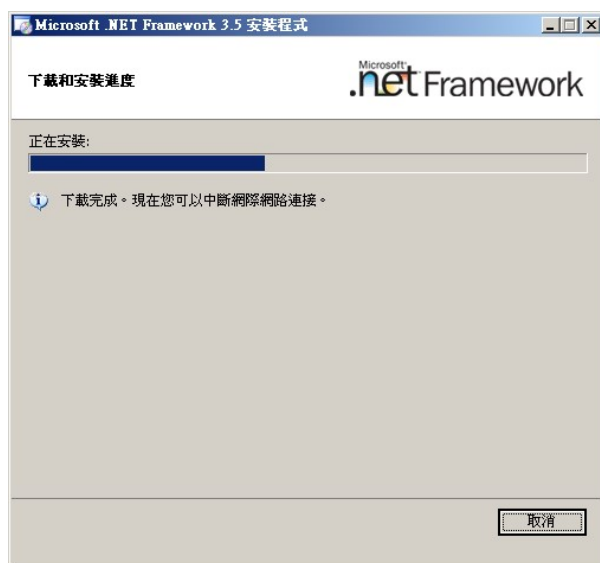 Microsoft .NET Framework 3.5 安裝程式
下載和安裝進度
Microsoft
.net Framework
正在安裝:
下載完成。現在您可以中斷網際網路連接。
取消